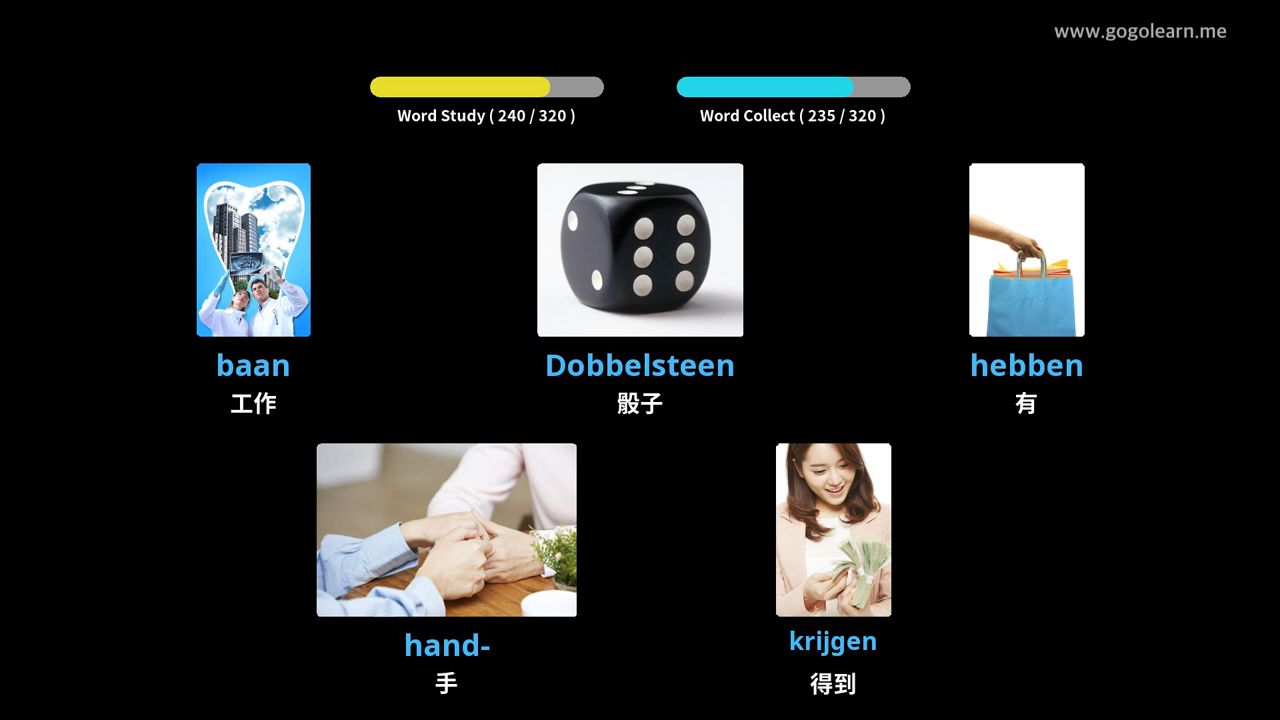 www.gogolearn.me
Word Study ( 240 / 320 )
Word Collect ( 235 / 320 )
baan
工作
Dobbelsteen
骰子
hebben
有
hand-
手
krijgen
得到